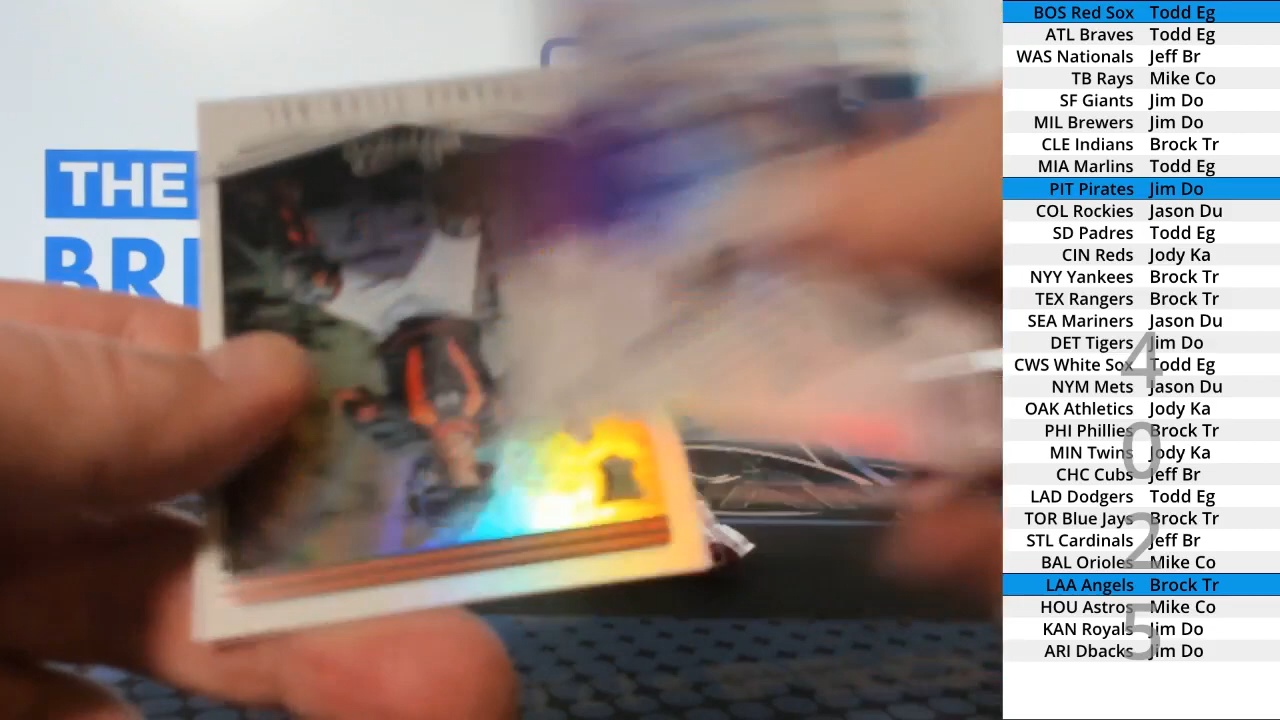 THE
BRI
BOS Red Sox Todd Eg
ATL Braves Todd Eg
WAS Nationals Jeff Br
TB Rays Mike Co
SF Giants Jim Do
MIL Brewers Jim Do
CLE Indians Brock Tr
MIA Marlins Todd Eg
PIT Pirates Jim Do
COL Rockies Jason Du
SD Padres Todd Eg
CIN Reds Jody Ka
NYY Yankees Brock Tr
TEX Rangers Brock Tr
SEA Mariners Jason Du
DET Tigers Jim Do
CWS White Sox Todd Eg
NYM Mets Jason Du
OAK Athletics Jody Ka
PHI Phillies Brock Tr
MIN Twins Jody Ka
CHC Cubs Jeff Br
LAD Dodgers Todd Eg
TOR Blue Jays Brock Tr
STL Cardinals Jeff Br
BAL Orioles Mike Co
LAA Angels Brock Tr
HOU Astros Mike Co
KAN Royals Jim Do
ARI Dbacks Jim Do
4
0
2
5